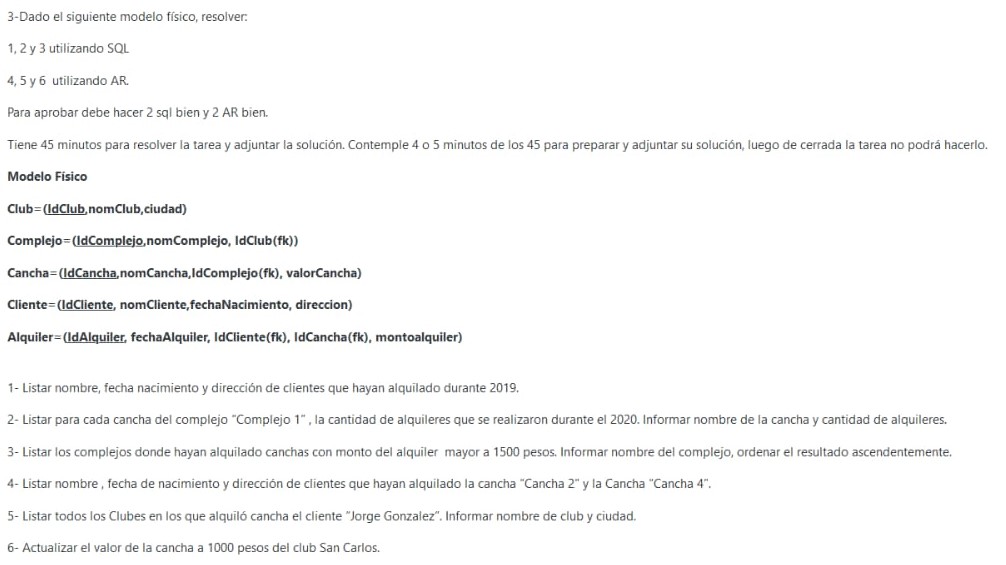 3-Dado el siguiente modelo físico, resolver:
1, 2 y 3 utilizando SQL
4, 5 y 6 utilizando AR.
Para aprobar debe hacer 2 sql bien y 2 AR bien.
Tiene 45 minutos para resolver la tarea y adjuntar la solución. Contemple 4 o 5 minutos de los 45 para preparar y adjuntar su solución, luego de cerrada la tarea no podrá hacerlo.
Modelo Físico
Club=(IdClub,nomClub,ciudad)
Complejo=(IdComplejo,nomComplejo, IdClub(fk))
Cancha=(IdCancha,nomCancha,IdComplejo(fk), valorCancha)
Cliente=(IdCliente, nomCliente,fechaNacimiento, direccion)
Alquiler=(IdAlquiler, fechaAlquiler, IdCliente(fk), IdCancha(fk), montoalquiler)
1- Listar nombre, fecha nacimiento y dirección de clientes que hayan alquilado durante 2019.
2- Listar para cada cancha del complejo "Complejo 1" , la cantidad de alquileres que se realizaron durante el 2020. Informar nombre de la cancha y cantidad de alquileres.
3- Listar los complejos donde hayan alquilado canchas con monto del alquiler mayor a 1500 pesos. Informar nombre del complejo, ordenar el resultado ascendentemente.
4- Listar nombre , fecha de nacimiento y dirección de clientes que hayan alquilado la cancha "Cancha 2" y la Cancha "Cancha 4".
5- Listar todos los Clubes en los que alquiló cancha el cliente "Jorge Gonzalez". Informar nombre de club y ciudad.
6- Actualizar el valor de la cancha a 1000 pesos del club San Carlos.